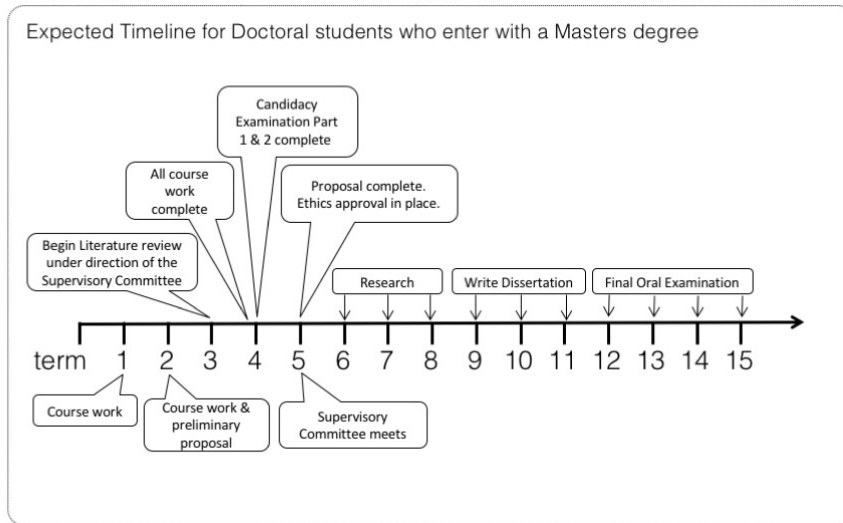 Expected Timeline for Doctoral students who enter with a Masters degree
Candidacy
Examination Part
1 & 2 complete
All course
work
complete
Proposal complete.
Ethics approval in place.
Begin Literature review
under direction of the
Supervisory Committee
Research
Write Dissertation
Final Oral Examination
term 1 2 3 4 5 6 7 8 9 10 11 12 13 14 15
Course work
Course work &
preliminary
proposal
Supervisory
Committee meets